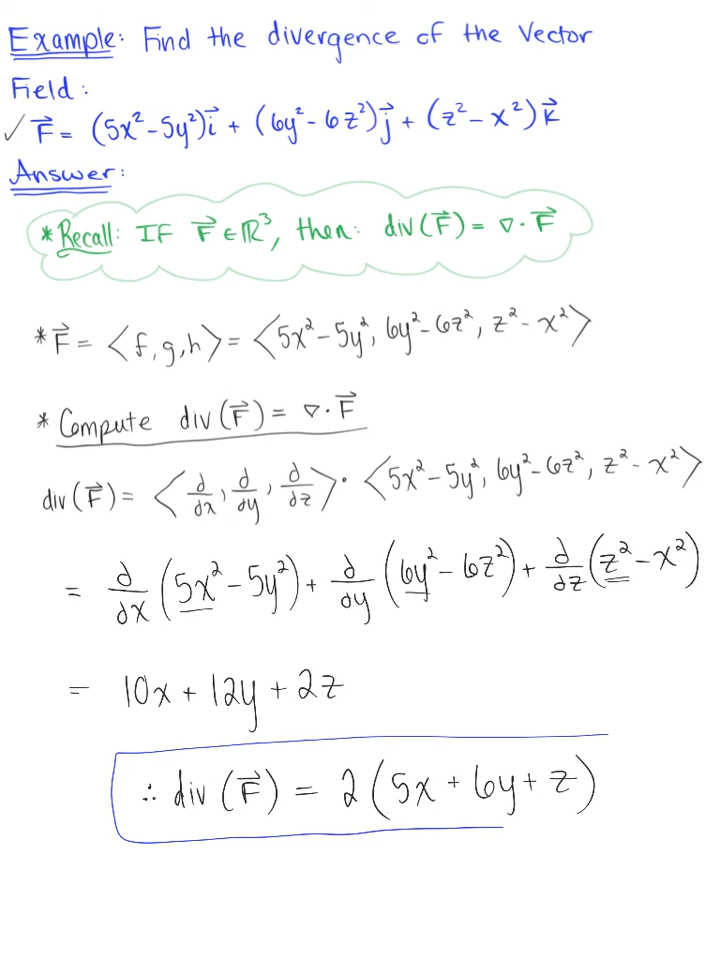 Example: Find the divergence of the Vector
Field:
✓ F⃗ = (5x² - 5y²)i⃗ + (6y² - 6z²)j⃗ + (z² - x²)k⃗
Answer:
* Recall: IF F⃗ ∈ ℝ³, then: div(F⃗) = ∇ · F⃗
* F⃗ = ⟨f, g, h⟩ = ⟨5x² - 5y², 6y² - 6z², z² - x²⟩
* Compute div(F⃗) = ∇ · F⃗
div(F⃗) = ⟨∂/∂x, ∂/∂y, ∂/∂z⟩ · ⟨5x² - 5y², 6y² - 6z², z² - x²⟩
= ∂/∂x (5x² - 5y²) + ∂/∂y (6y² - 6z²) + ∂/∂z (z² - x²)
= 10x + 12y + 2z
∴ div(F⃗) = 2(5x + 6y + z)